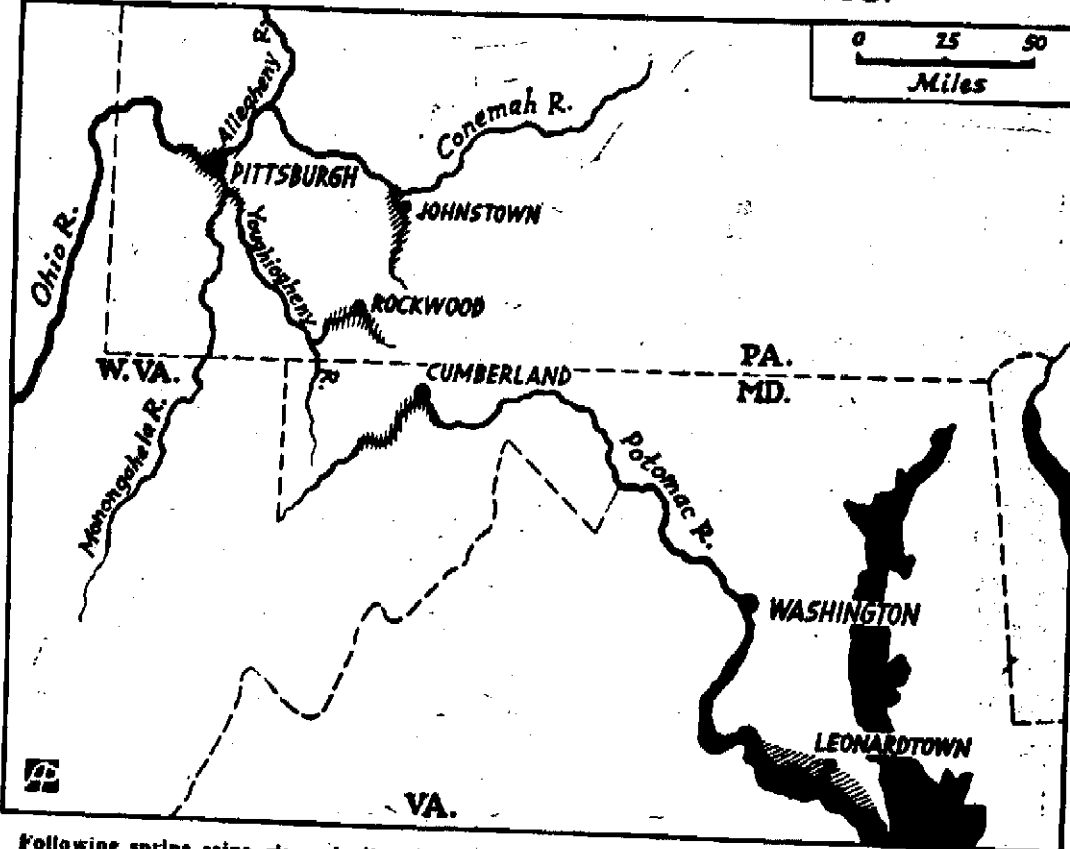 0 25 50
Miles
Allegheny R.
Conemah R.
PITTSBURGH
JOHNSTOWN
Ohio R.
Youghiogheny
ROCKWOOD
W. VA.
PA.
MD.
CUMBERLAND
Monongahela R.
Potomac R.
WASHINGTON
LEONARDTOWN
VA.
Following spring